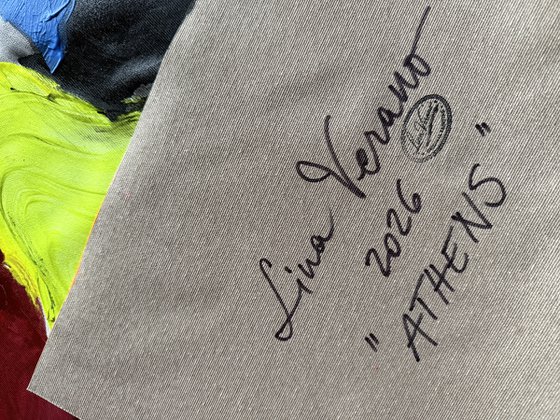 Lina Verano
2026
"ATHENS"